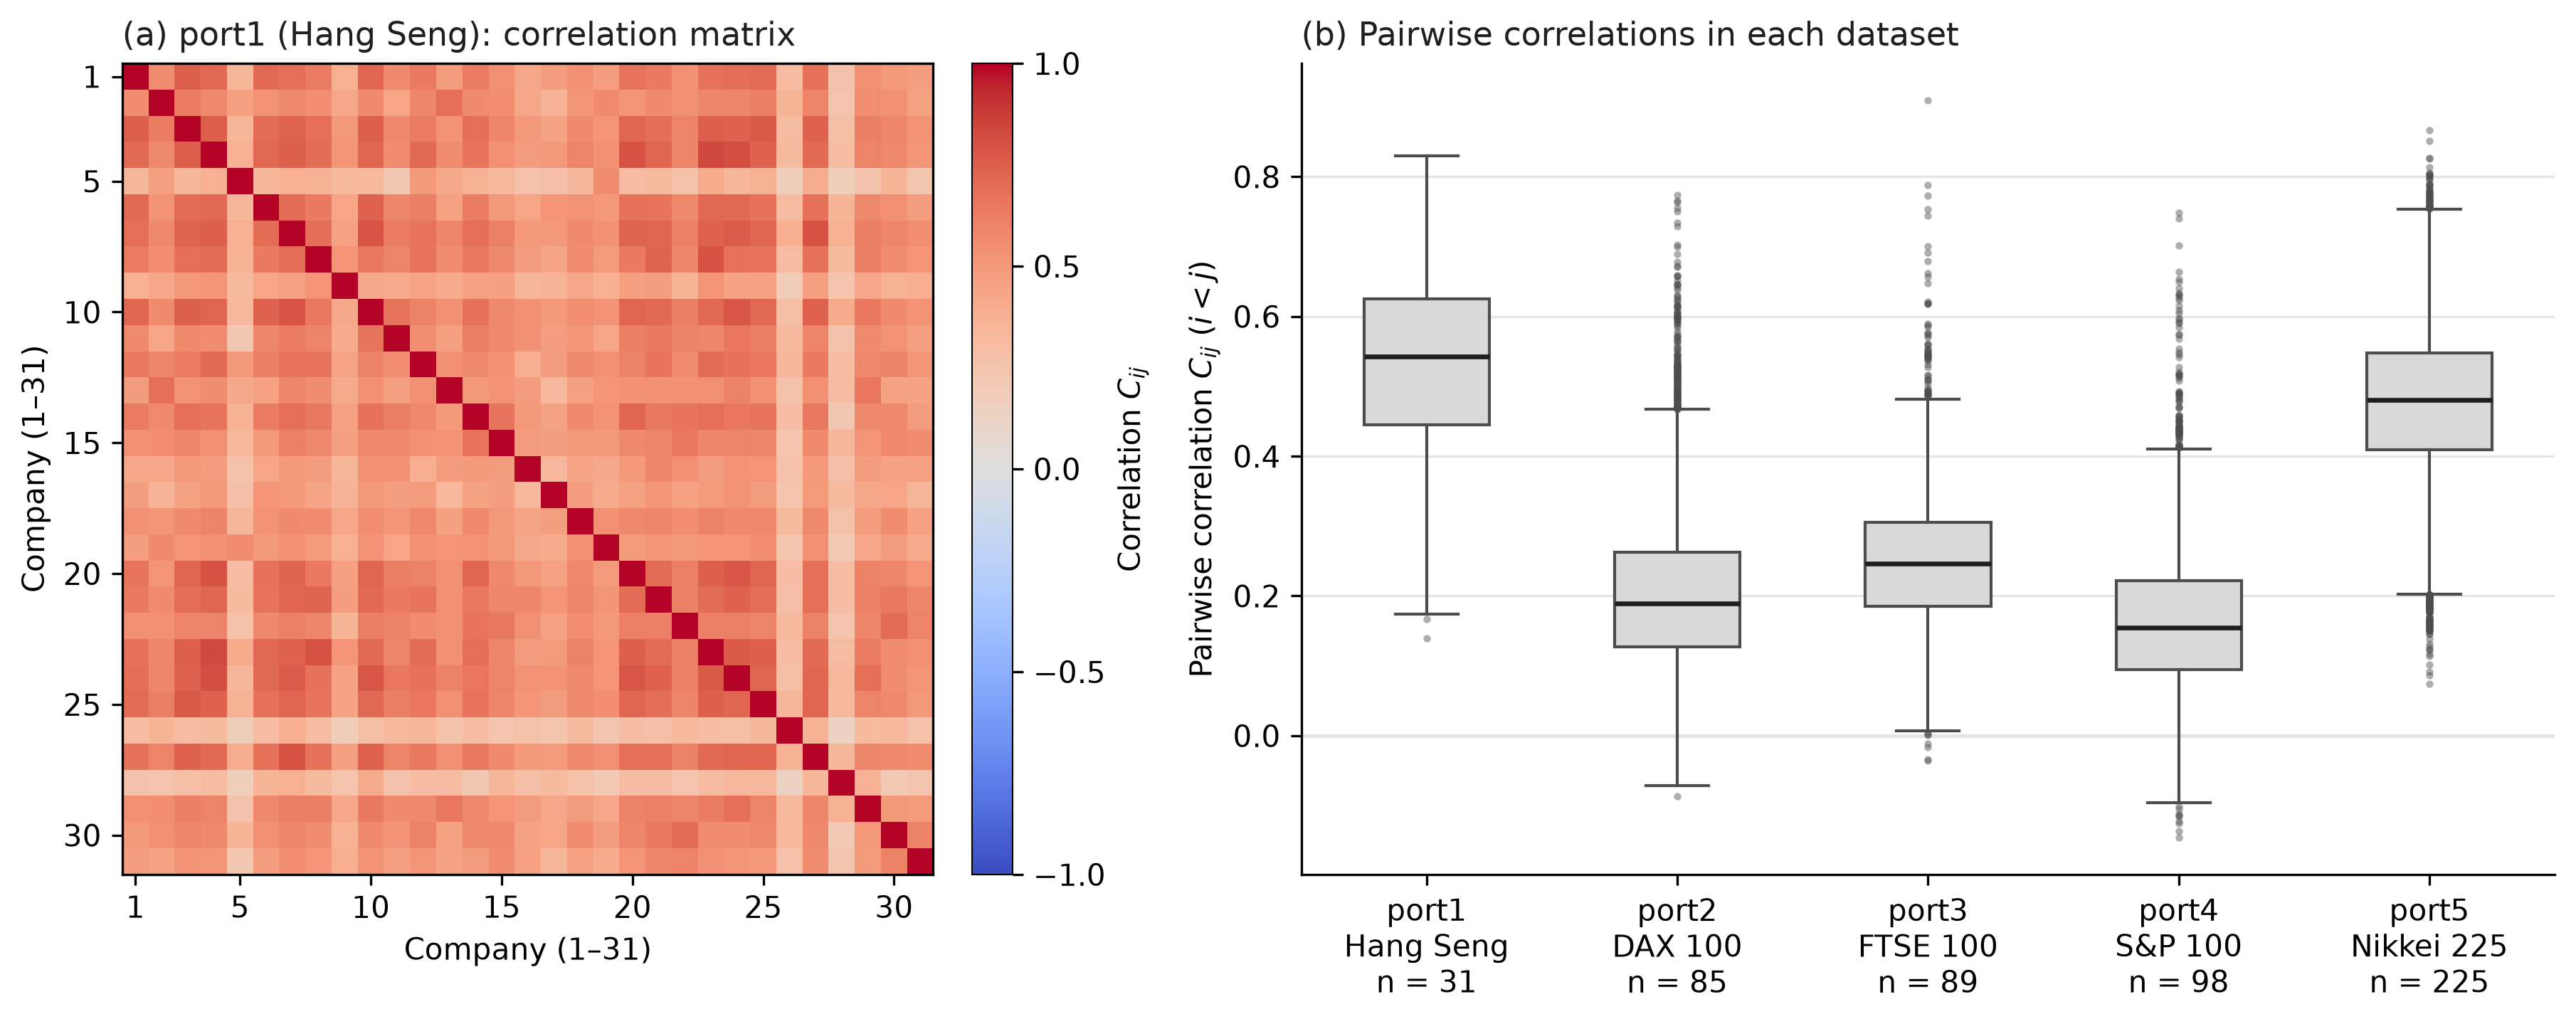 (a) port1 (Hang Seng): correlation matrix
1
5
10
15
20
25
30
Company (1–31)
1
5
10
15
20
25
30
Company (1–31)
1.0
0.5
0.0
−0.5
−1.0
Correlation Cij
(b) Pairwise correlations in each dataset
0.8
0.6
0.4
0.2
0.0
Pairwise correlation Cij (i < j)
port1
Hang Seng
n = 31
port2
DAX 100
n = 85
port3
FTSE 100
n = 89
port4
S&P 100
n = 98
port5
Nikkei 225
n = 225